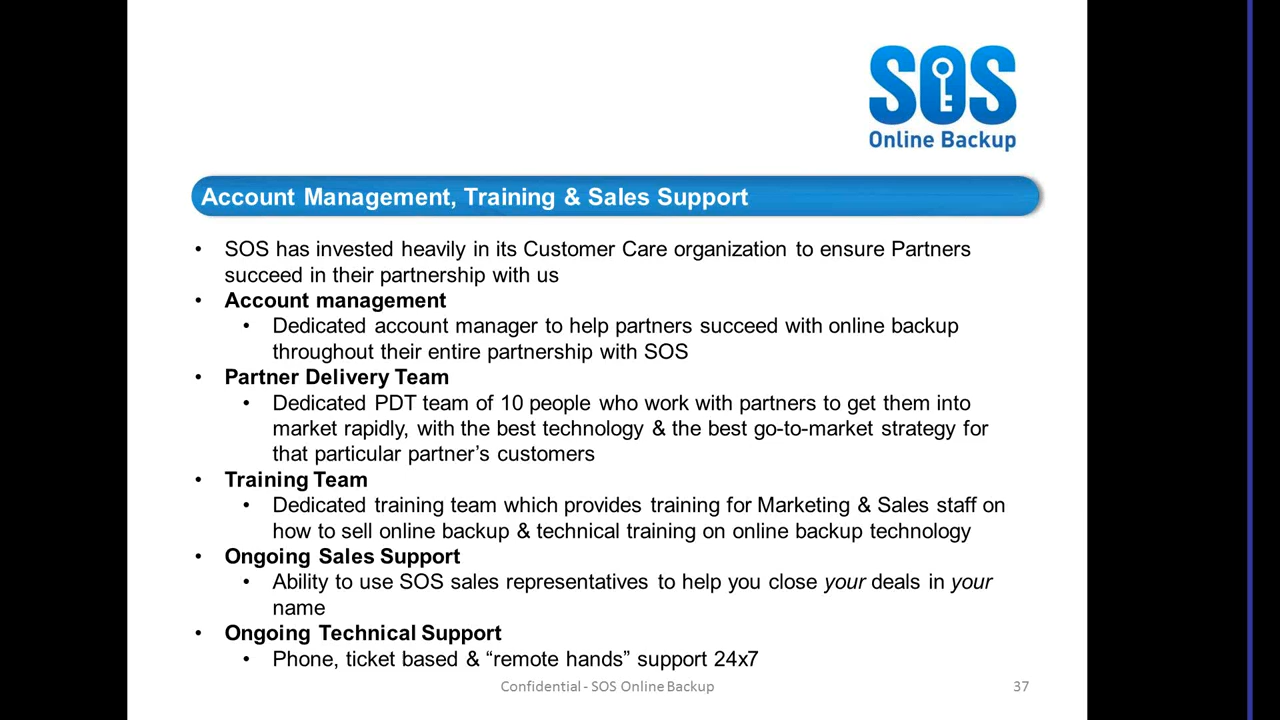 SOS
Online Backup
Account Management, Training & Sales Support
• SOS has invested heavily in its Customer Care organization to ensure Partners
succeed in their partnership with us
• Account management
• Dedicated account manager to help partners succeed with online backup
throughout their entire partnership with SOS
• Partner Delivery Team
• Dedicated PDT team of 10 people who work with partners to get them into
market rapidly, with the best technology & the best go-to-market strategy for
that particular partner’s customers
• Training Team
• Dedicated training team which provides training for Marketing & Sales staff on
how to sell online backup & technical training on online backup technology
• Ongoing Sales Support
• Ability to use SOS sales representatives to help you close your deals in your
name
• Ongoing Technical Support
• Phone, ticket based & “remote hands” support 24x7
Confidential - SOS Online Backup 37